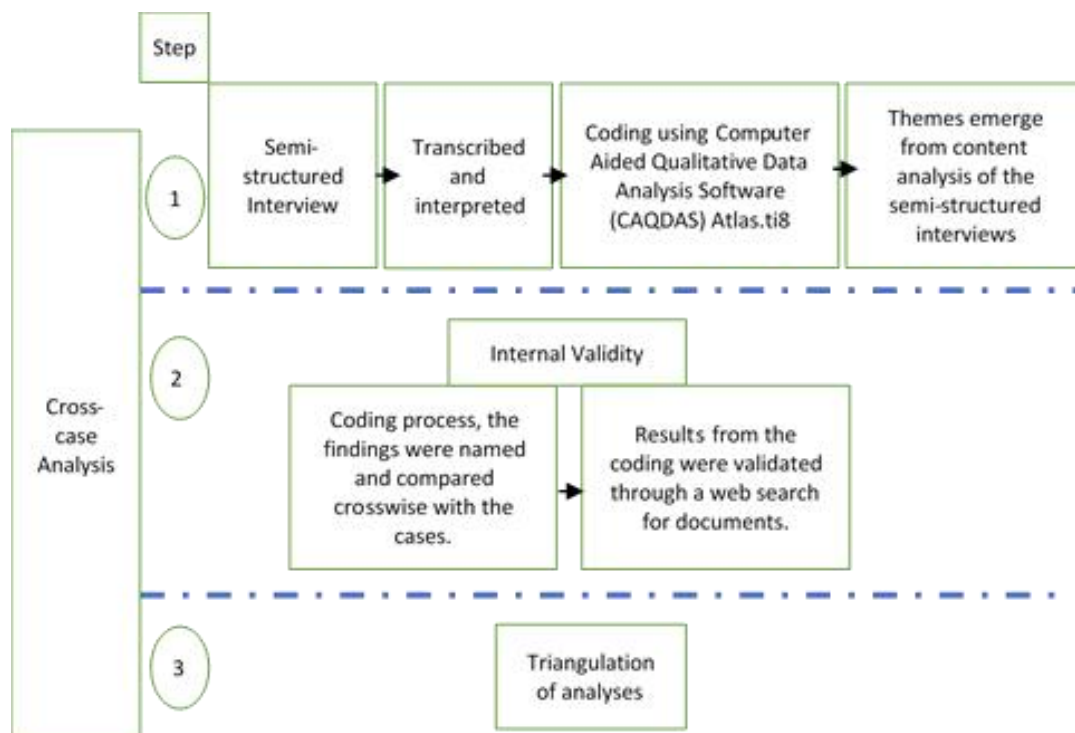 Step
Cross-
case
Analysis
1
Semi-
structured
Interview
Transcribed
and
interpreted
Coding using Computer
Aided Qualitative Data
Analysis Software
(CAQDAS) Atlas.ti8
Themes emerge
from content
analysis of the
semi-structured
interviews
2
Internal Validity
Coding process, the
findings were named
and compared
crosswise with the
cases.
Results from the
coding were validated
through a web search
for documents.
3
Triangulation
of analyses